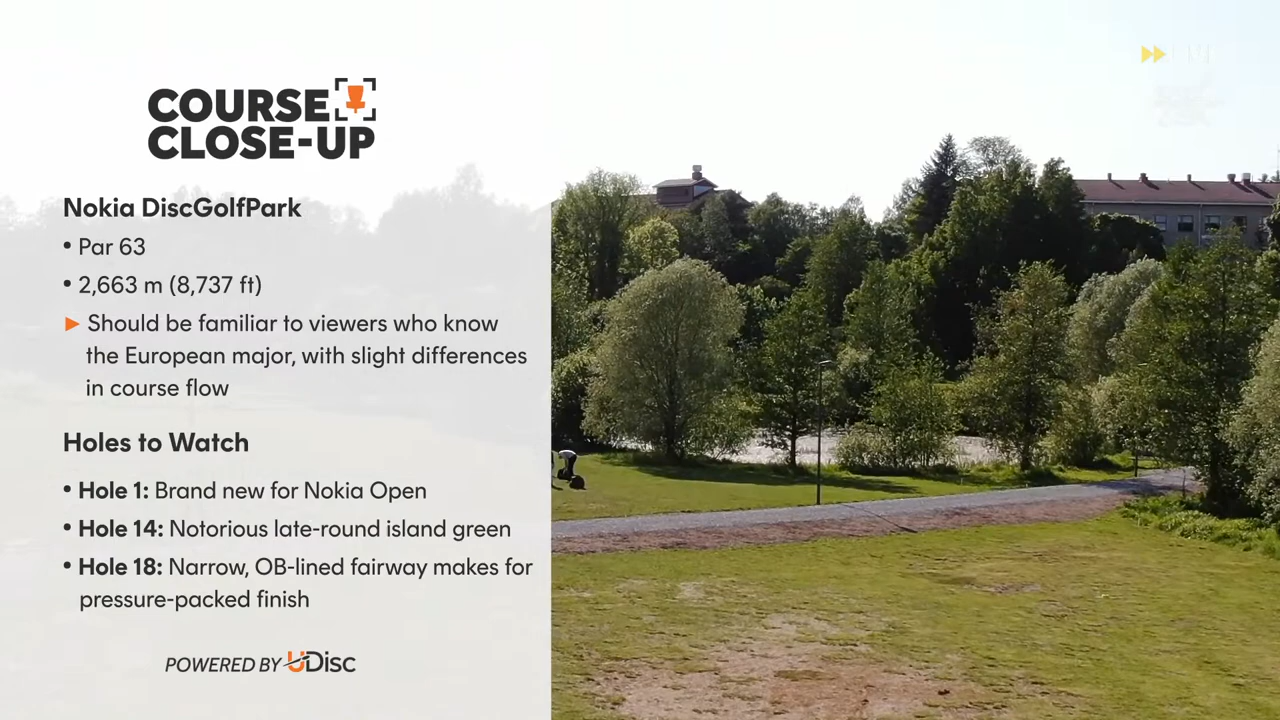 COURSE
CLOSE-UP
Nokia DiscGolfPark
• Par 63
• 2,663 m (8,737 ft)
► Should be familiar to viewers who know
the European major, with slight differences
in course flow
Holes to Watch
• Hole 1: Brand new for Nokia Open
• Hole 14: Notorious late-round island green
• Hole 18: Narrow, OB-lined fairway makes for
pressure-packed finish
POWERED BY UDisc